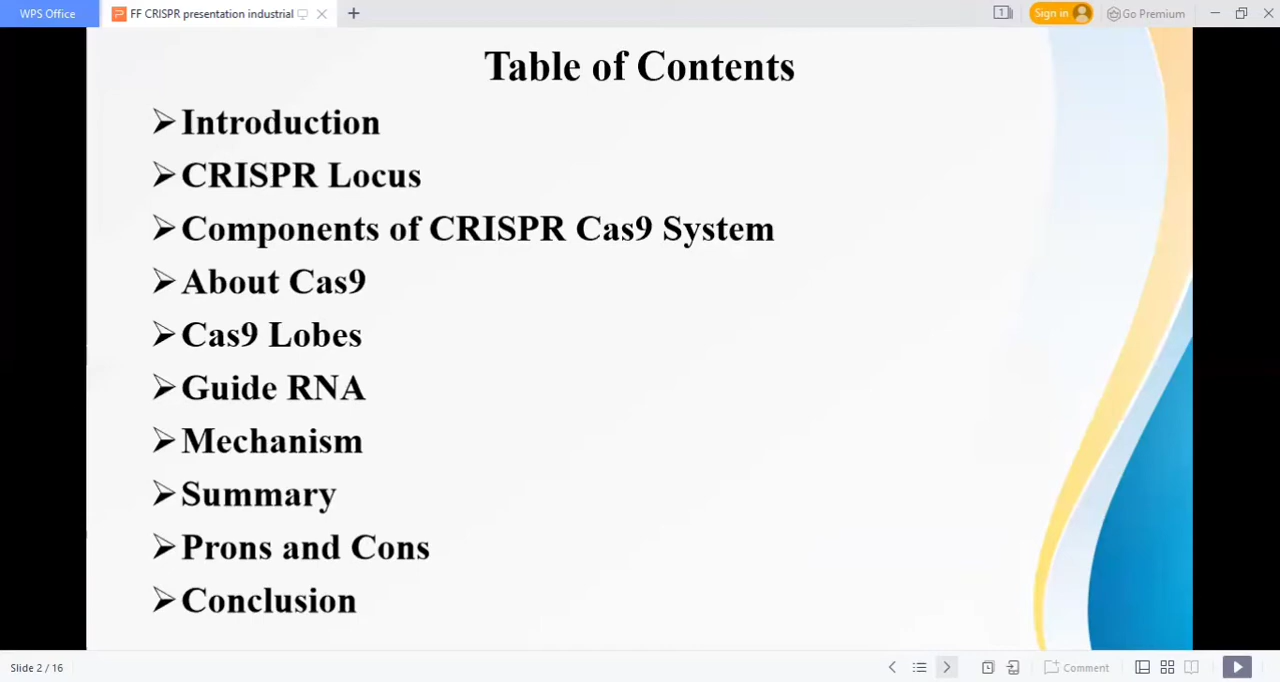 WPS Office
FF CRISPR presentation industrial
1
Sign in
Go Premium
Table of Contents
Introduction
CRISPR Locus
Components of CRISPR Cas9 System
About Cas9
Cas9 Lobes
Guide RNA
Mechanism
Summary
Prons and Cons
Conclusion
Slide 2 / 16
Comment